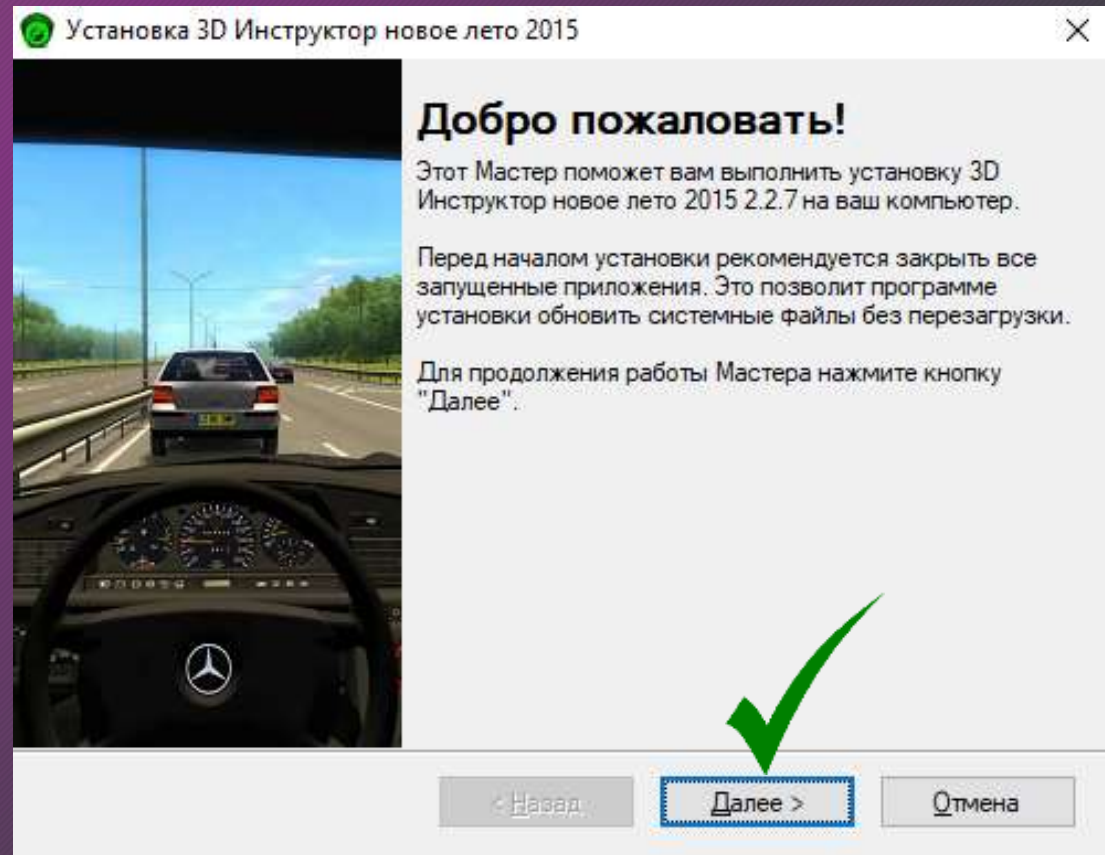 Установка 3D Инструктор новое лето 2015
Добро пожаловать!
Этот Мастер поможет вам выполнить установку 3D
Инструктор новое лето 2015 2.2.7 на ваш компьютер.
Перед началом установки рекомендуется закрыть все
запущенные приложения. Это позволит программе
установки обновить системные файлы без перезагрузки.
Для продолжения работы Мастера нажмите кнопку
"Далее".
< Назад
Далее >
Отмена